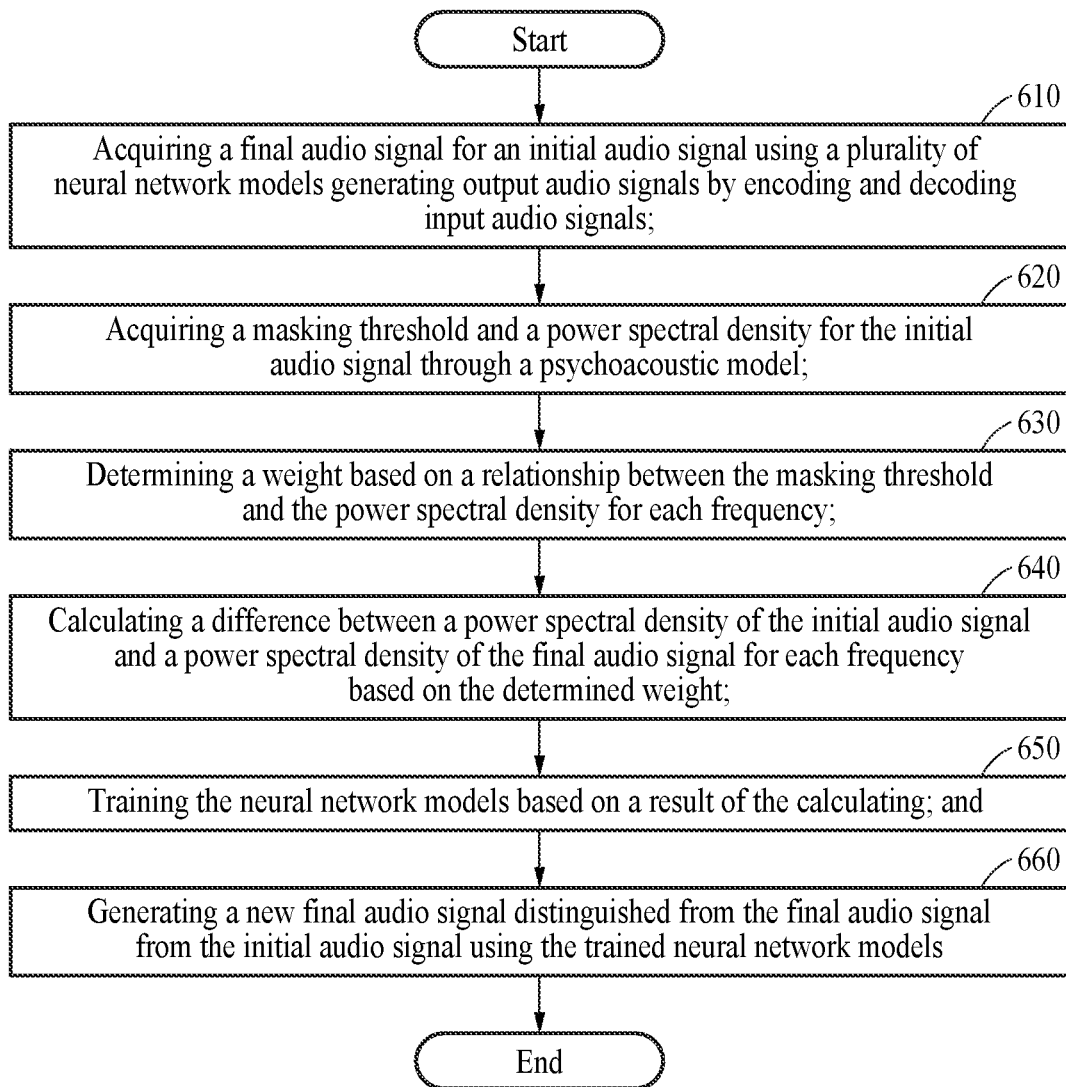 Start
610
Acquiring a final audio signal for an initial audio signal using a plurality of
neural network models generating output audio signals by encoding and decoding
input audio signals;
620
Acquiring a masking threshold and a power spectral density for the initial
audio signal through a psychoacoustic model;
630
Determining a weight based on a relationship between the masking threshold
and the power spectral density for each frequency;
640
Calculating a difference between a power spectral density of the initial audio signal
and a power spectral density of the final audio signal for each frequency
based on the determined weight;
650
Training the neural network models based on a result of the calculating; and
660
Generating a new final audio signal distinguished from the final audio signal
from the initial audio signal using the trained neural network models
End